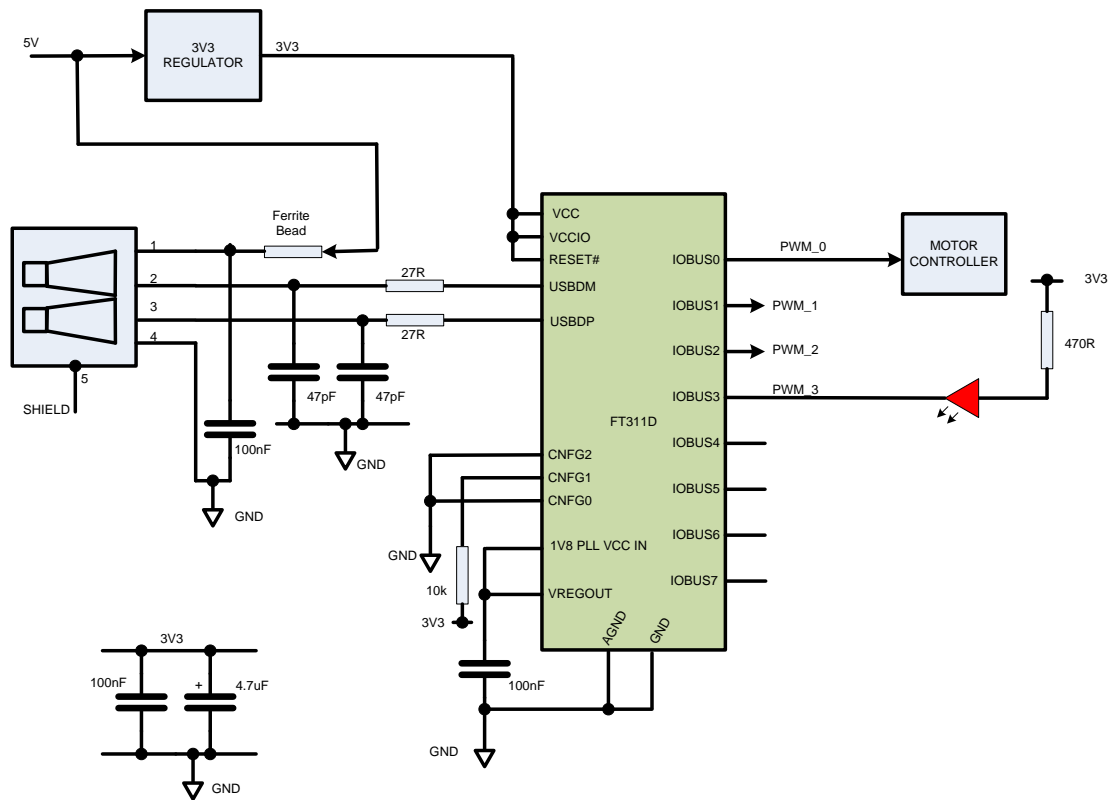 5V
3V3
REGULATOR
3V3
Ferrite
Bead
1
2
3
4
5
SHIELD
27R
27R
47pF
47pF
GND
100nF
GND
VCC
VCCIO
RESET#
USBDM
USBDP
CNFG2
CNFG1
CNFG0
1V8 PLL VCC IN
VREGOUT
FT311D
AGND
GND
IOBUS0
IOBUS1
IOBUS2
IOBUS3
IOBUS4
IOBUS5
IOBUS6
IOBUS7
PWM_0
PWM_1
PWM_2
PWM_3
MOTOR
CONTROLLER
3V3
470R
GND
10k
3V3
100nF
GND
3V3
100nF
+
4.7uF
GND